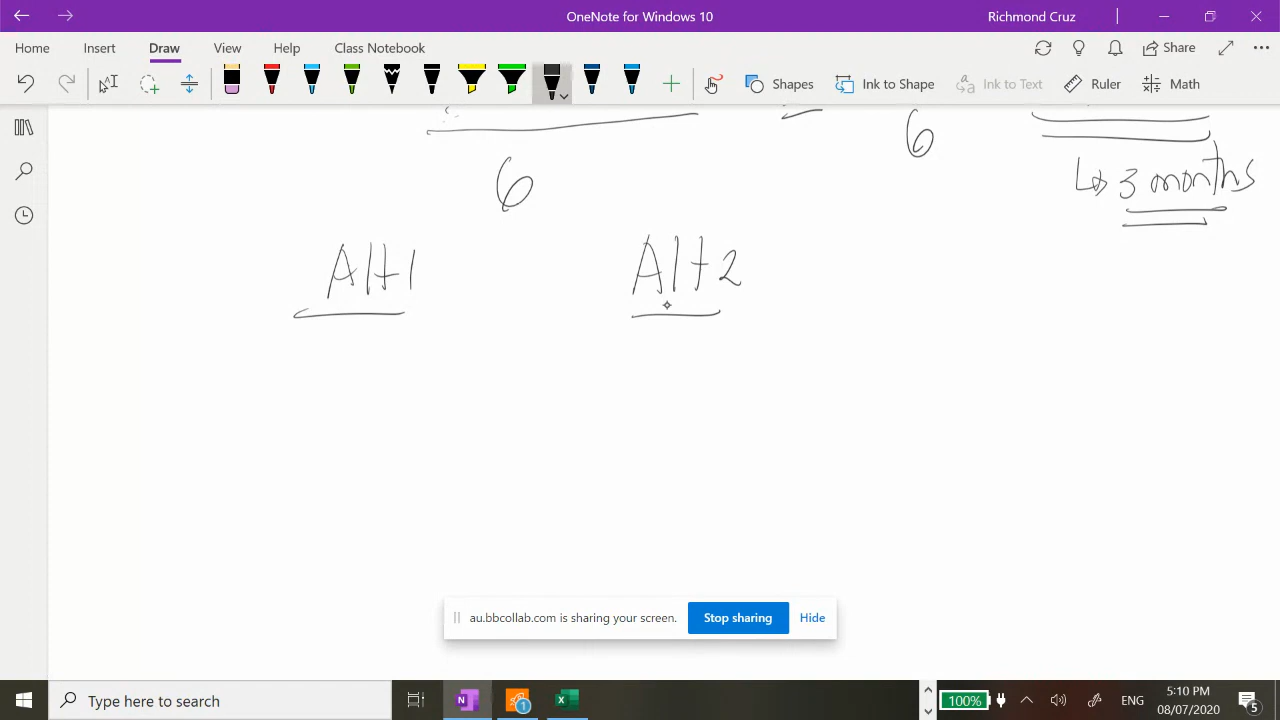 OneNote for Windows 10
Richmond Cruz
Home Insert Draw View Help Class Notebook Share
Shapes Ink to Shape Ink to Text Ruler Math
6
6
↳ 3 months
Alt1 Alt2
au.bbcollab.com is sharing your screen. Stop sharing Hide
Type here to search
1
100%
ENG
5:10 PM
08/07/2020
5